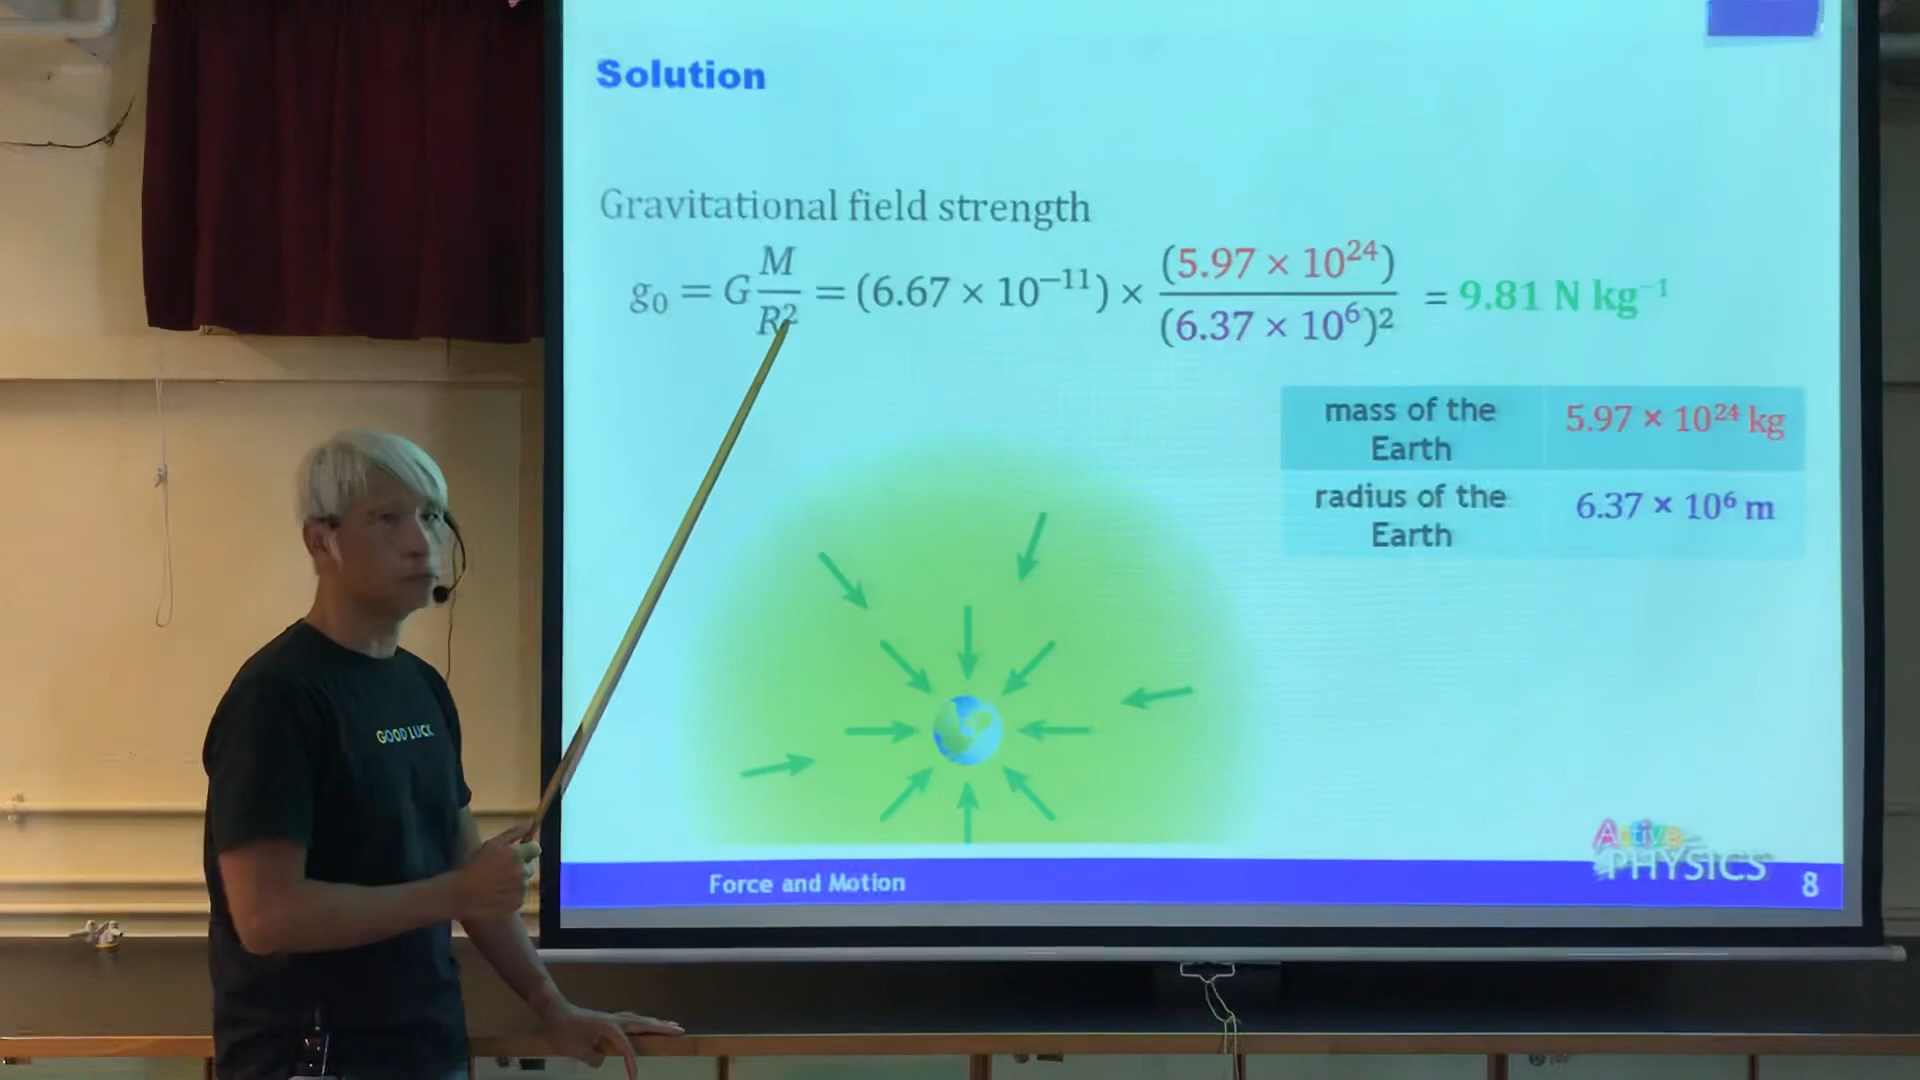 Solution
Gravitational field strength
g₀ = G M/R² = (6.67 × 10⁻¹¹) × (5.97 × 10²⁴)/(6.37 × 10⁶)² = 9.81 N kg⁻¹
mass of the Earth 5.97 × 10²⁴ kg
radius of the Earth 6.37 × 10⁶ m
GOOD LUCK
Active
PHYSICS
Force and Motion
8